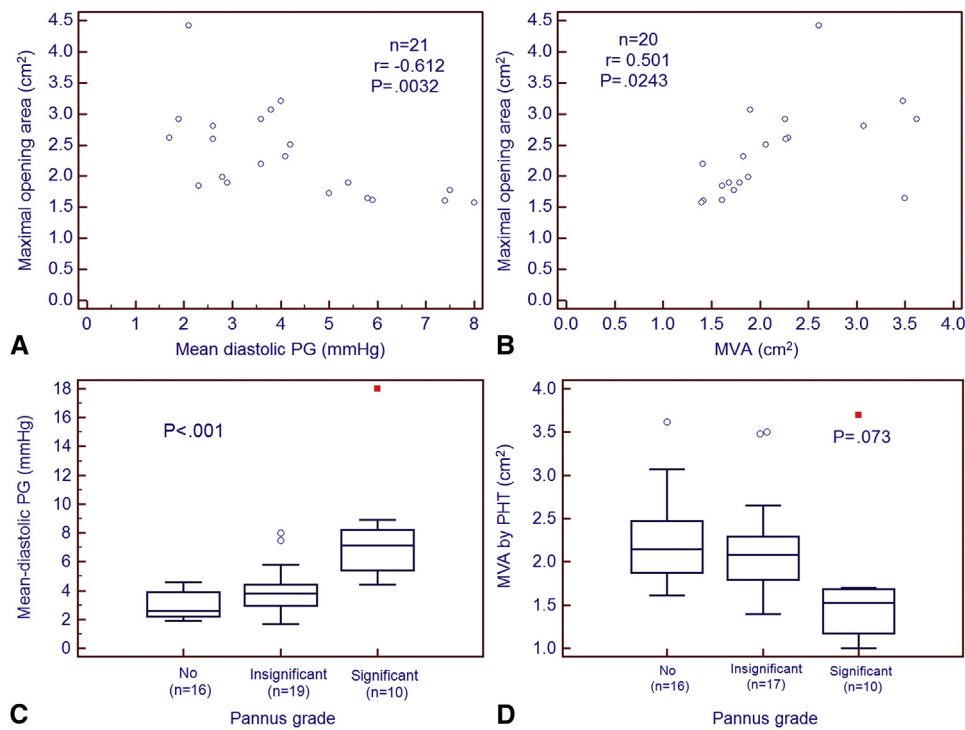 4.5
4.0
3.5
3.0
2.5
2.0
1.5
1.0
0.5
0.0
Maximal opening area (cm²)
n=21
r= -0.612
P=.0032
0 1 2 3 4 5 6 7 8
Mean diastolic PG (mmHg)
A
4.5
4.0
3.5
3.0
2.5
2.0
1.5
1.0
0.5
0.0
Maximal opening area (cm²)
n=20
r= 0.501
P=.0243
0.0 0.5 1.0 1.5 2.0 2.5 3.0 3.5 4.0
MVA (cm²)
B
18
16
14
12
10
8
6
4
2
0
Mean-diastolic PG (mmHg)
P<.001
No Insignificant Significant
(n=16) (n=19) (n=10)
Pannus grade
C
4.0
3.5
3.0
2.5
2.0
1.5
1.0
MVA by PHT (cm²)
P=.073
No Insignificant Significant
(n=16) (n=17) (n=10)
Pannus grade
D